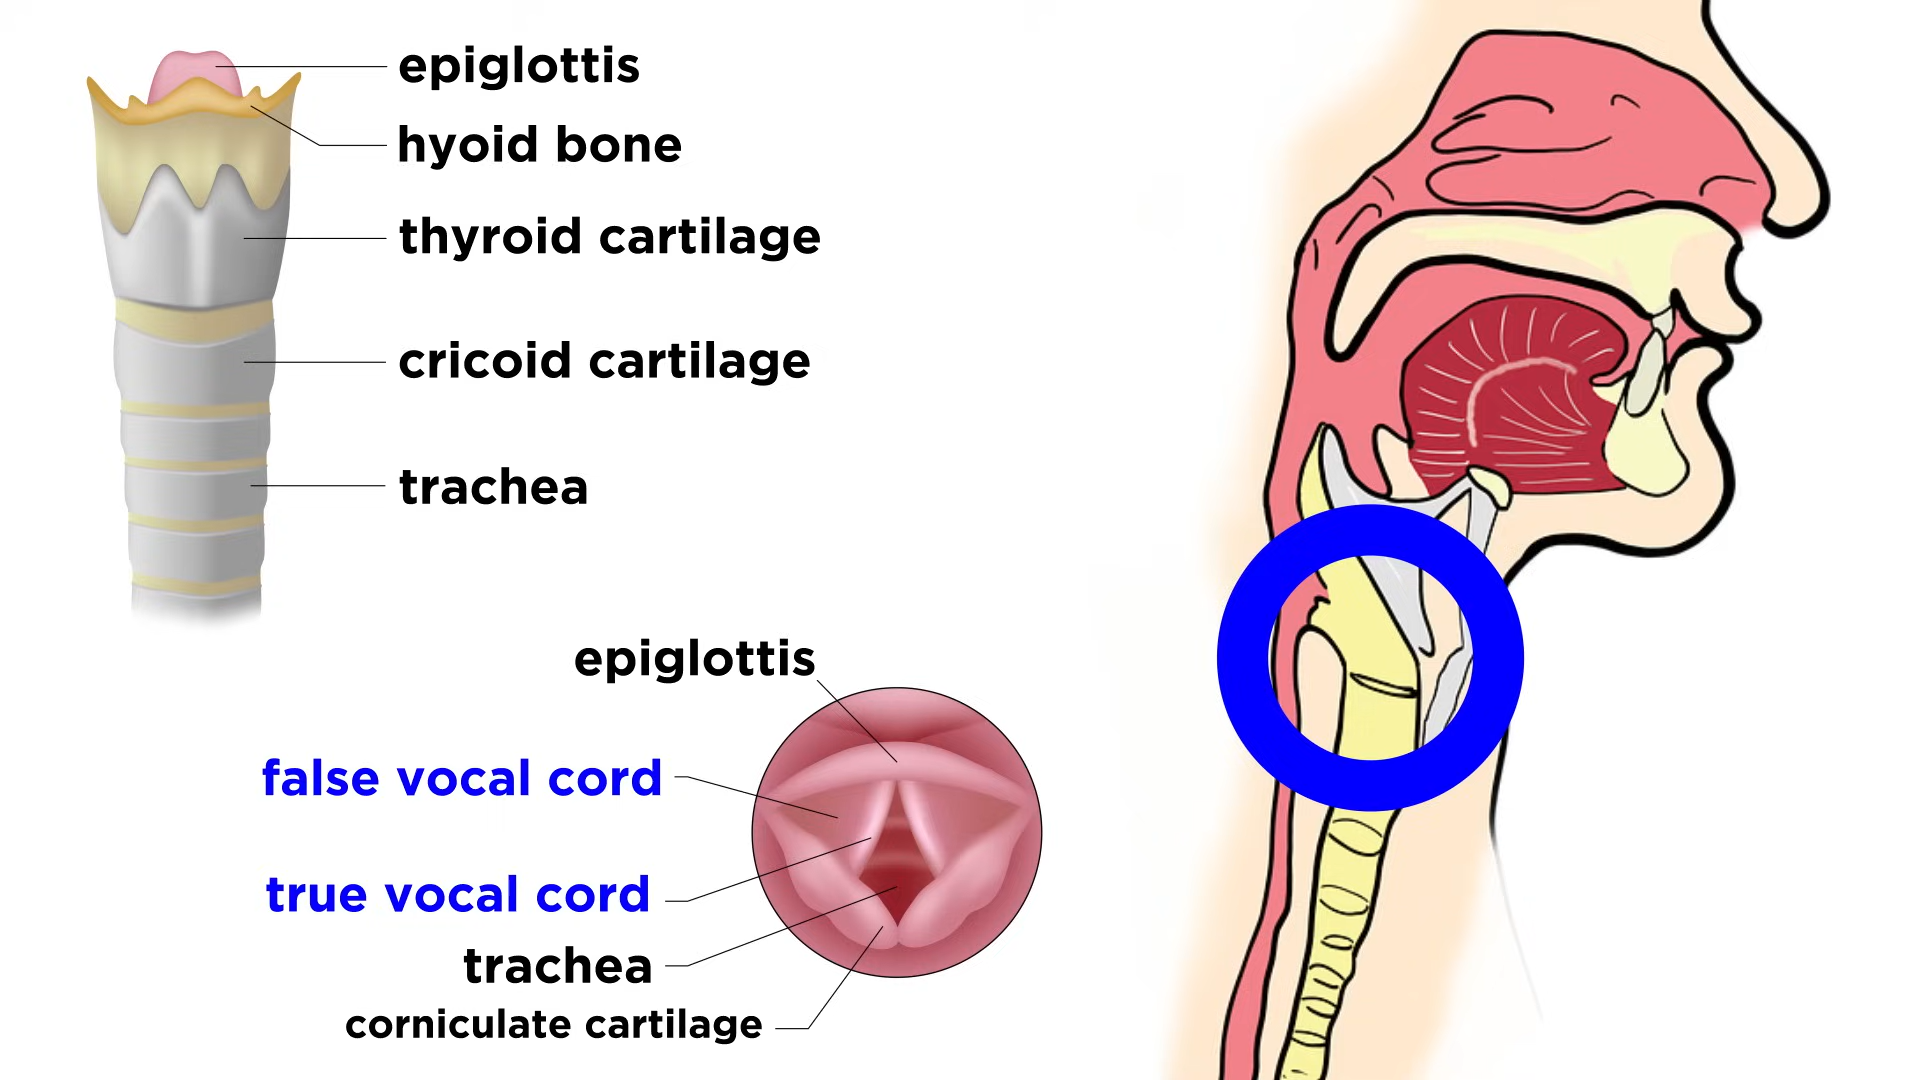 epiglottis
hyoid bone
thyroid cartilage
cricoid cartilage
trachea
epiglottis
false vocal cord
true vocal cord
trachea
corniculate cartilage